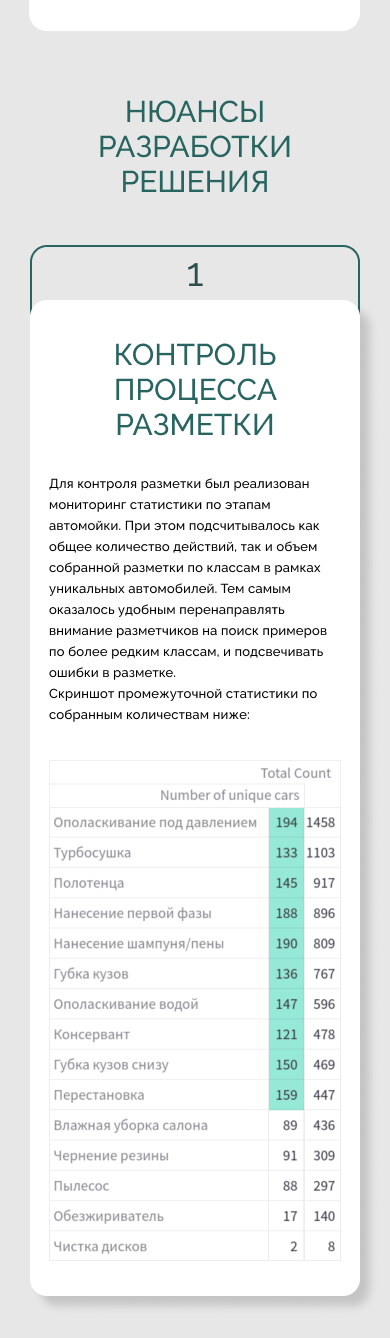 НЮАНСЫ
РАЗРАБОТКИ
РЕШЕНИЯ
1
КОНТРОЛЬ
ПРОЦЕССА
РАЗМЕТКИ
Для контроля разметки был реализован
мониторинг статистики по этапам
автомойки. При этом подсчитывалось как
общее количество действий, так и объем
собранной разметки по классам в рамках
уникальных автомобилей. Тем самым
оказалось удобным перенаправлять
внимание разметчиков на поиск примеров
по более редким классам, и подсвечивать
ошибки в разметке.
Скриншот промежуточной статистики по
собранным количествам ниже:
Total Count
Number of unique cars
Ополаскивание под давлением 194 1458
Турбосушка 133 1103
Полотенца 145 917
Нанесение первой фазы 188 896
Нанесение шампуня/пены 190 809
Губка кузов 136 767
Ополаскивание водой 147 596
Консервант 121 478
Губка кузов снизу 150 469
Перестановка 159 447
Влажная уборка салона 89 436
Чернение резины 91 309
Пылесос 88 297
Обезжириватель 17 140
Чистка дисков 2 8